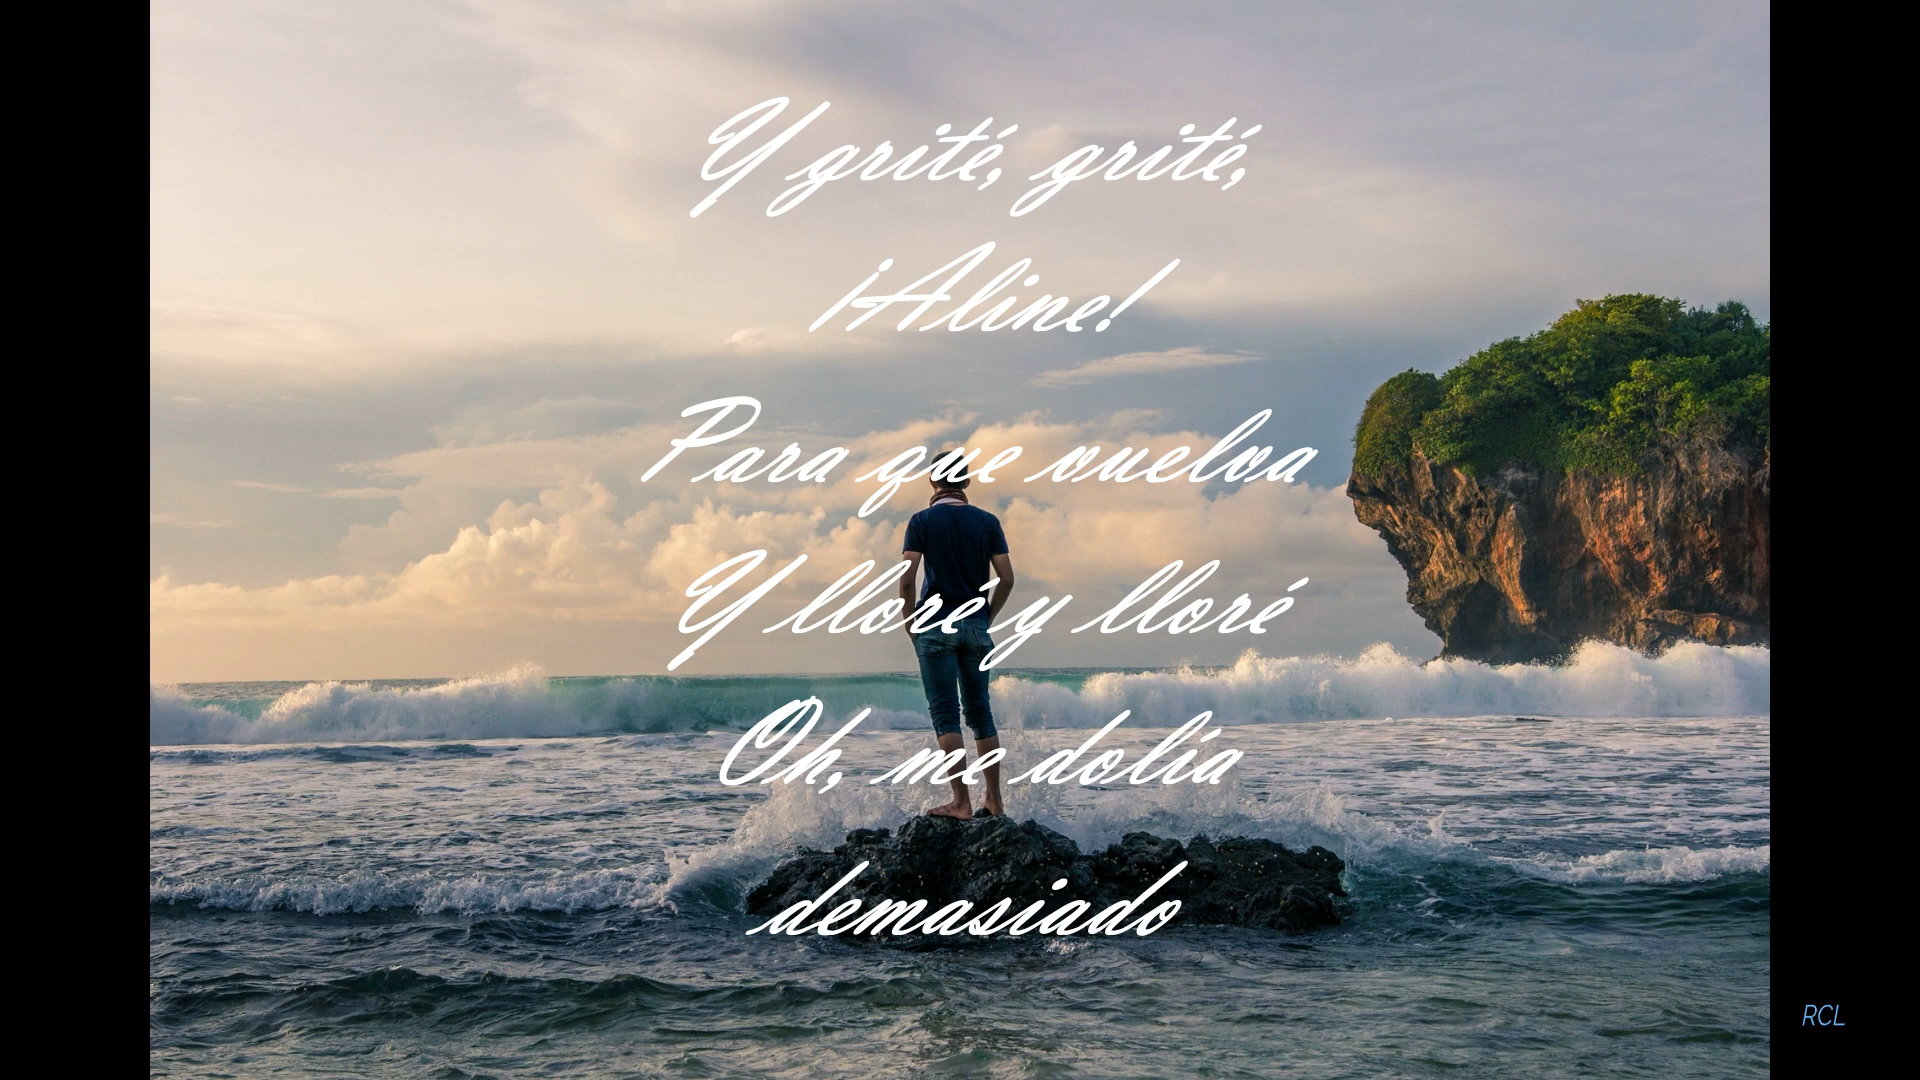 Y grité, grité,
¡Aline!
Para que vuelva
Y lloré y lloré
Oh, me dolía
demasiado
RCL